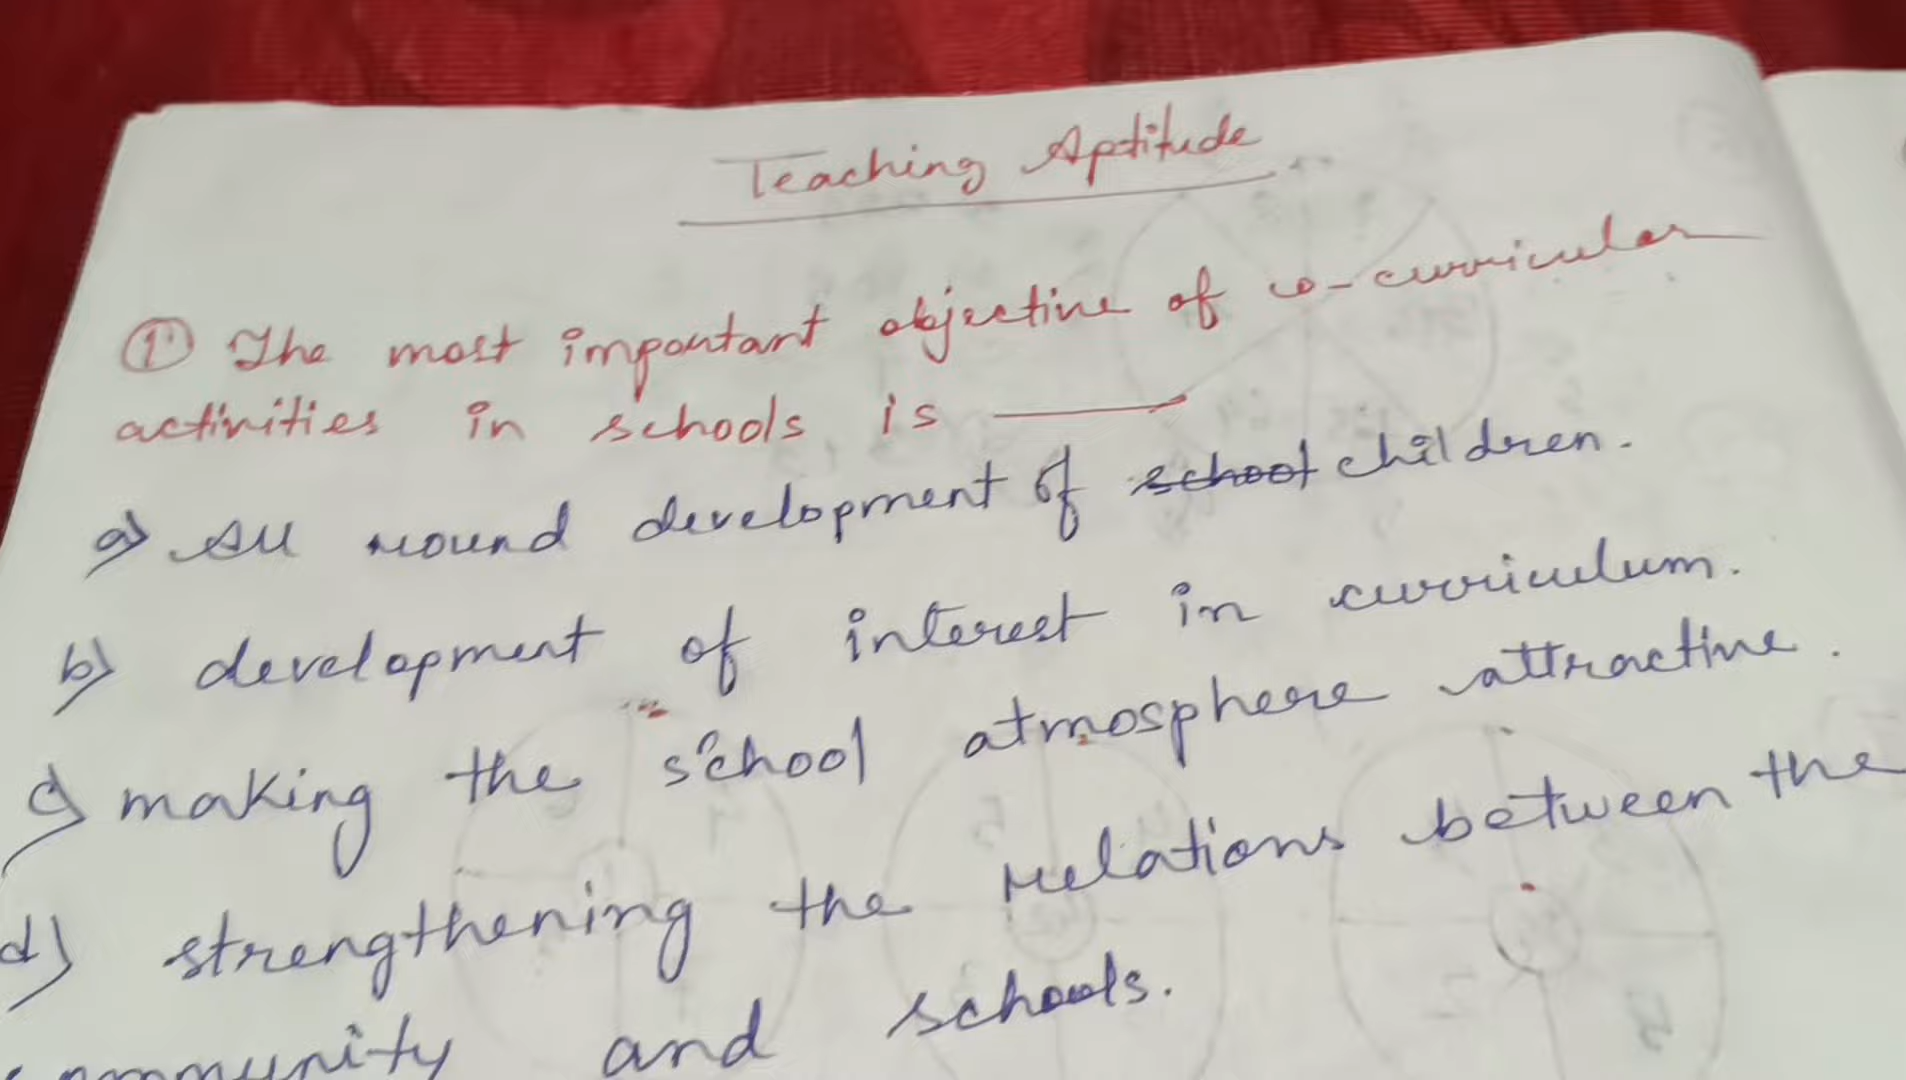 Teaching Aptitude
① The most important objective of co-curricular
activities in schools is ———
a) All round development of ~~school~~ children.
b) development of interest in curriculum.
c) making the school atmosphere attractive.
d) strengthening the relations between the
community and schools.